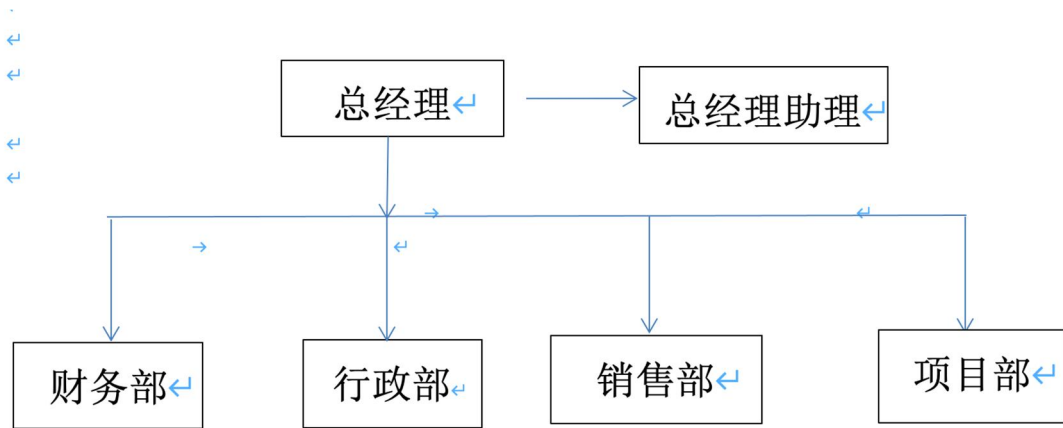 总经理
总经理助理
财务部
行政部
销售部
项目部